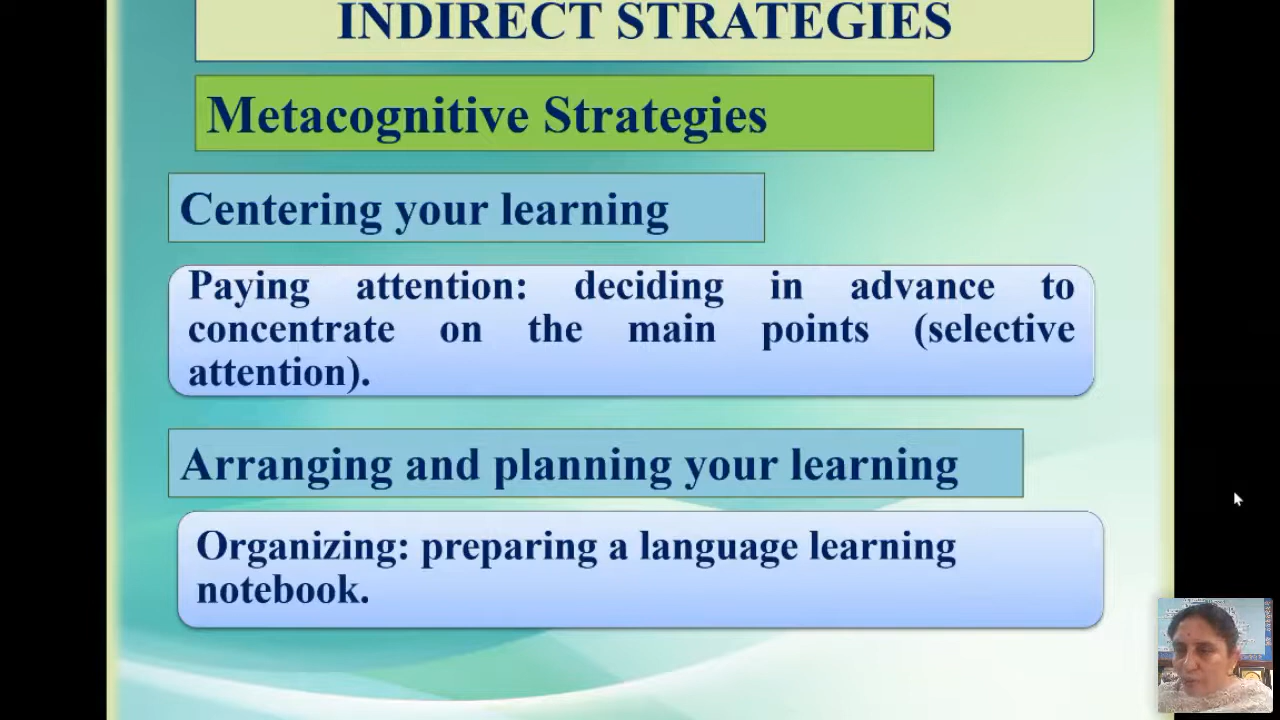 INDIRECT STRATEGIES
Metacognitive Strategies
Centering your learning
Paying attention: deciding in advance to
concentrate on the main points (selective
attention).
Arranging and planning your learning
Organizing: preparing a language learning
notebook.